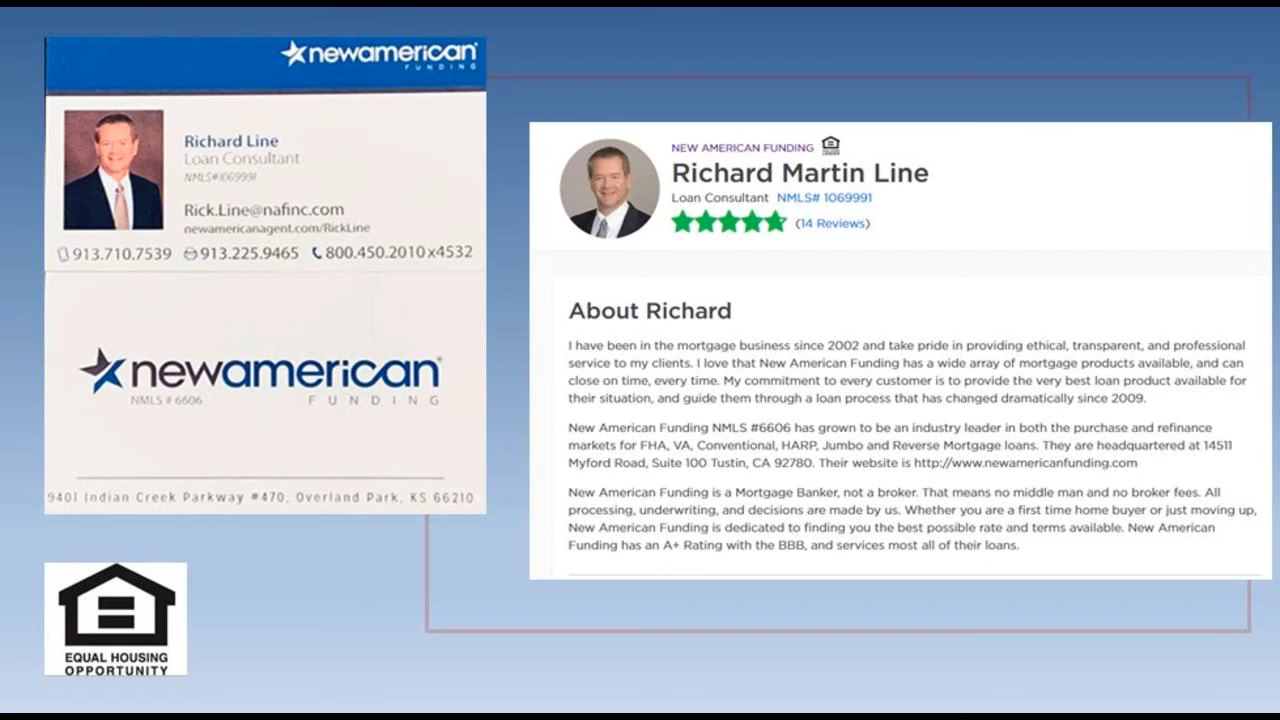 newamerican
FUNDING
Richard Line
Loan Consultant
NMLS#1069991
Rick.Line@nafinc.com
newamericanagent.com/RickLine
913.710.7539 913.225.9465 800.450.2010 x4532
newamerican
NMLS # 6606 FUNDING
9401 Indian Creek Parkway #470, Overland Park, KS 66210
EQUAL HOUSING
OPPORTUNITY
NEW AMERICAN FUNDING
Richard Martin Line
Loan Consultant NMLS# 1069991
(14 Reviews)
About Richard
I have been in the mortgage business since 2002 and take pride in providing ethical, transparent, and professional
service to my clients. I love that New American Funding has a wide array of mortgage products available, and can
close on time, every time. My commitment to every customer is to provide the very best loan product available for
their situation, and guide them through a loan process that has changed dramatically since 2009.
New American Funding NMLS #6606 has grown to be an industry leader in both the purchase and refinance
markets for FHA, VA, Conventional, HARP, Jumbo and Reverse Mortgage loans. They are headquartered at 14511
Myford Road, Suite 100 Tustin, CA 92780. Their website is http://www.newamericanfunding.com
New American Funding is a Mortgage Banker, not a broker. That means no middle man and no broker fees. All
processing, underwriting, and decisions are made by us. Whether you are a first time home buyer or just moving up,
New American Funding is dedicated to finding you the best possible rate and terms available. New American
Funding has an A+ Rating with the BBB, and services most all of their loans.